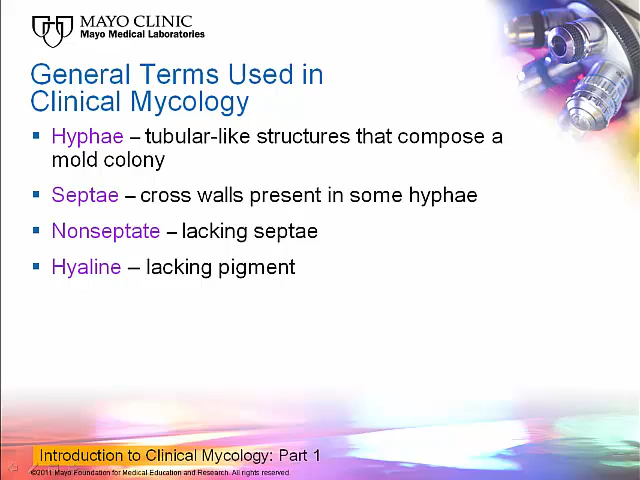 MAYO CLINIC
Mayo Medical Laboratories
General Terms Used in
Clinical Mycology
Hyphae – tubular-like structures that compose a
mold colony
Septae – cross walls present in some hyphae
Nonseptate – lacking septae
Hyaline – lacking pigment
Introduction to Clinical Mycology: Part 1
©2011 Mayo Foundation for Medical Education and Research. All rights reserved.